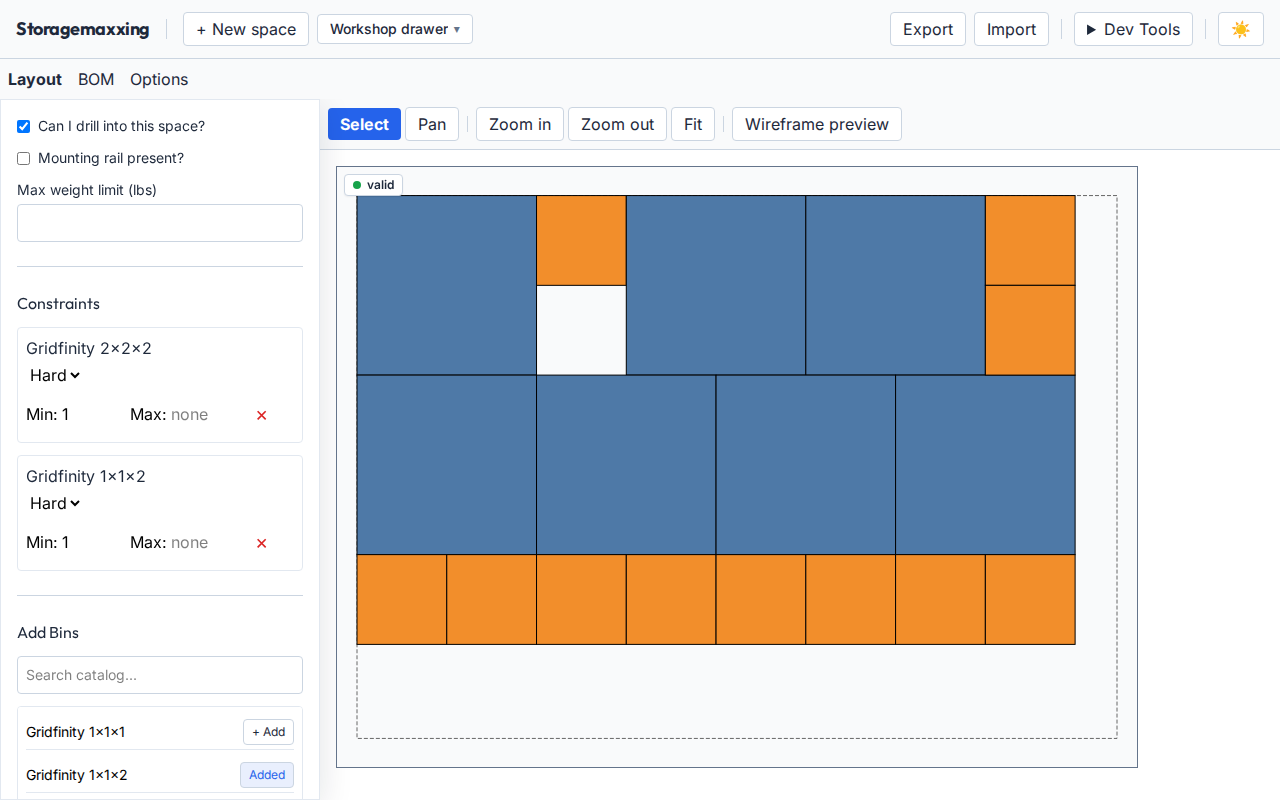 Storagemaxxing
+ New space
Workshop drawer ▾
Export
Import
▶ Dev Tools
☀️
Layout
BOM
Options
Can I drill into this space?
Mounting rail present?
Max weight limit (lbs)
Constraints
Gridfinity 2×2×2
Hard
Min: 1
Max: none
×
Gridfinity 1×1×2
Hard
Min: 1
Max: none
×
Add Bins
Search catalog...
Gridfinity 1×1×1
+ Add
Gridfinity 1×1×2
Added
Select
Pan
Zoom in
Zoom out
Fit
Wireframe preview
valid